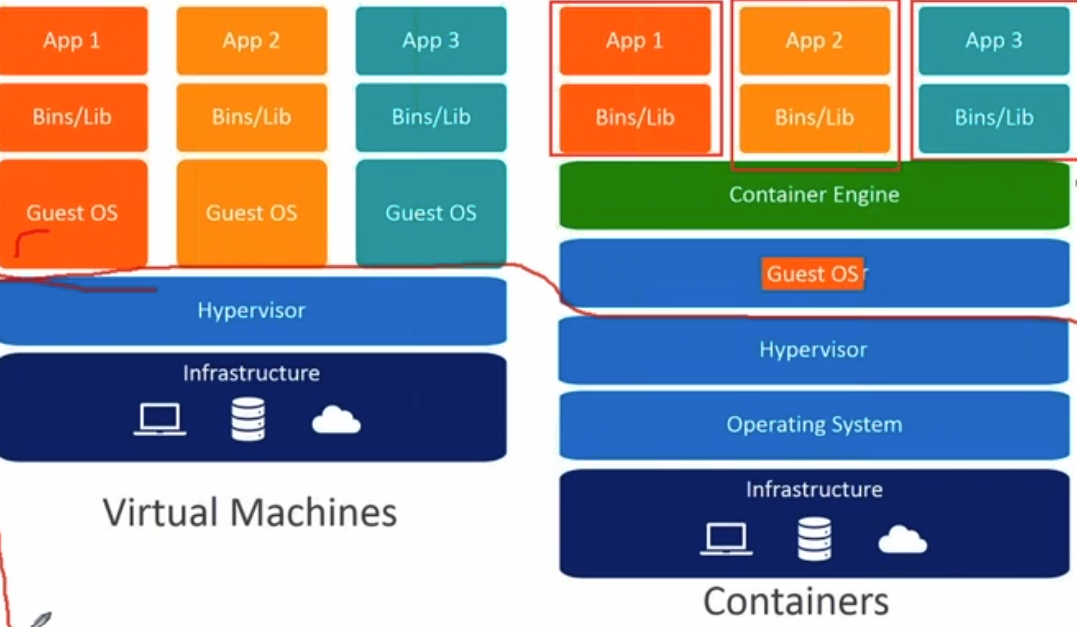 App 1
App 2
App 3
Bins/Lib
Bins/Lib
Bins/Lib
Guest OS
Guest OS
Guest OS
Hypervisor
Infrastructure
Virtual Machines
App 1
App 2
App 3
Bins/Lib
Bins/Lib
Bins/Lib
Container Engine
Guest OS
Hypervisor
Operating System
Infrastructure
Containers